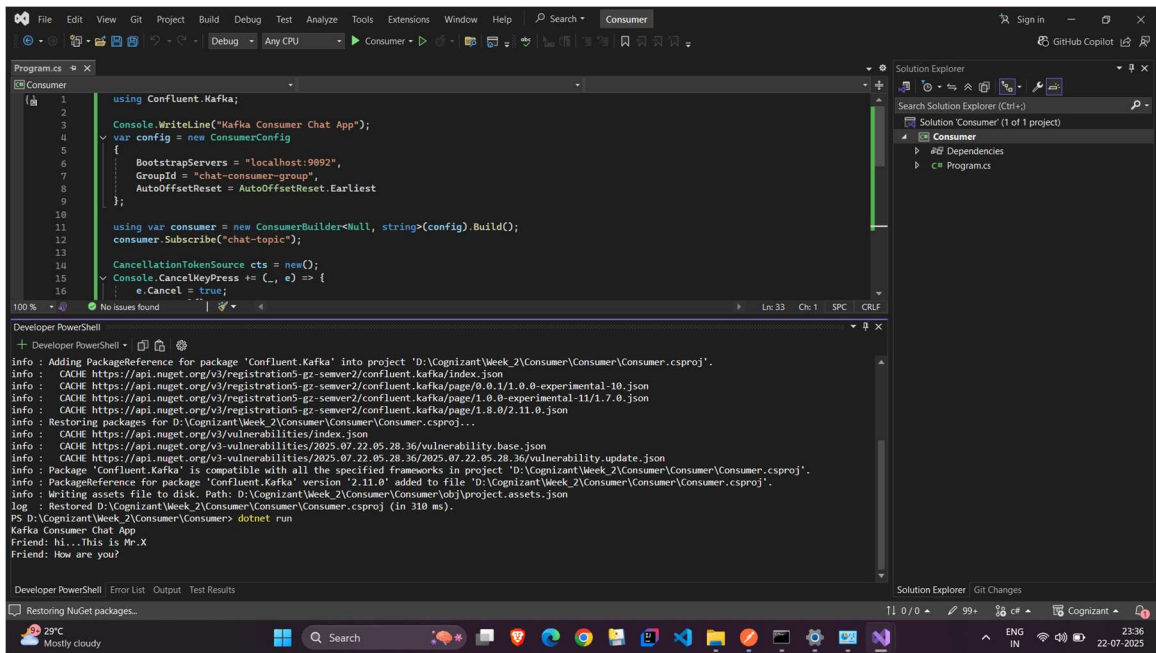 File Edit View Git Project Build Debug Test Analyze Tools Extensions Window Help Search Consumer Sign in
Debug Any CPU Consumer GitHub Copilot
Program.cs
Consumer
1 using Confluent.Kafka;
2
3 Console.WriteLine("Kafka Consumer Chat App");
4 var config = new ConsumerConfig
5 {
6 BootstrapServers = "localhost:9092",
7 GroupId = "chat-consumer-group",
8 AutoOffsetReset = AutoOffsetReset.Earliest
9 };
10
11 using var consumer = new ConsumerBuilder<Null, string>(config).Build();
12 consumer.Subscribe("chat-topic");
13
14 CancellationTokenSource cts = new();
15 Console.CancelKeyPress += (_, e) => {
16 e.Cancel = true;
100 % No issues found Ln: 33 Ch: 1 SPC CRLF
Developer PowerShell
Developer PowerShell
info : Adding PackageReference for package 'Confluent.Kafka' into project 'D:\Cognizant\Week_2\Consumer\Consumer\Consumer.csproj'.
info : CACHE https://api.nuget.org/v3/registration5-gz-semver2/confluent.kafka/index.json
info : CACHE https://api.nuget.org/v3/registration5-gz-semver2/confluent.kafka/page/0.0.1/1.0.0-experimental-10.json
info : CACHE https://api.nuget.org/v3/registration5-gz-semver2/confluent.kafka/page/1.0.0-experimental-11/1.7.0.json
info : CACHE https://api.nuget.org/v3/registration5-gz-semver2/confluent.kafka/page/1.8.0/2.11.0.json
info : Restoring packages for D:\Cognizant\Week_2\Consumer\Consumer\Consumer.csproj...
info : CACHE https://api.nuget.org/v3/vulnerabilities/index.json
info : CACHE https://api.nuget.org/v3-vulnerabilities/2025.07.22.05.28.36/vulnerability.base.json
info : CACHE https://api.nuget.org/v3-vulnerabilities/2025.07.22.05.28.36/2025.07.22.05.28.36/vulnerability.update.json
info : Package 'Confluent.Kafka' is compatible with all the specified frameworks in project 'D:\Cognizant\Week_2\Consumer\Consumer\Consumer.csproj'.
info : PackageReference for package 'Confluent.Kafka' version '2.11.0' added to file 'D:\Cognizant\Week_2\Consumer\Consumer\Consumer.csproj'.
info : Writing assets file to disk. Path: D:\Cognizant\Week_2\Consumer\Consumer\obj\project.assets.json
log : Restored D:\Cognizant\Week_2\Consumer\Consumer\Consumer.csproj (in 310 ms).
PS D:\Cognizant\Week_2\Consumer\Consumer> dotnet run
Kafka Consumer Chat App
Friend: hi...This is Mr.X
Friend: How are you?
Developer PowerShell Error List Output Test Results
Solution Explorer
Search Solution Explorer (Ctrl+;)
Solution 'Consumer' (1 of 1 project)
Consumer
Dependencies
C# Program.cs
Solution Explorer Git Changes
Restoring NuGet packages... 0 / 0 99+ c# Cognizant 1
9+ 29°C
Mostly cloudy
Search
ENG
IN
23:36
22-07-2025